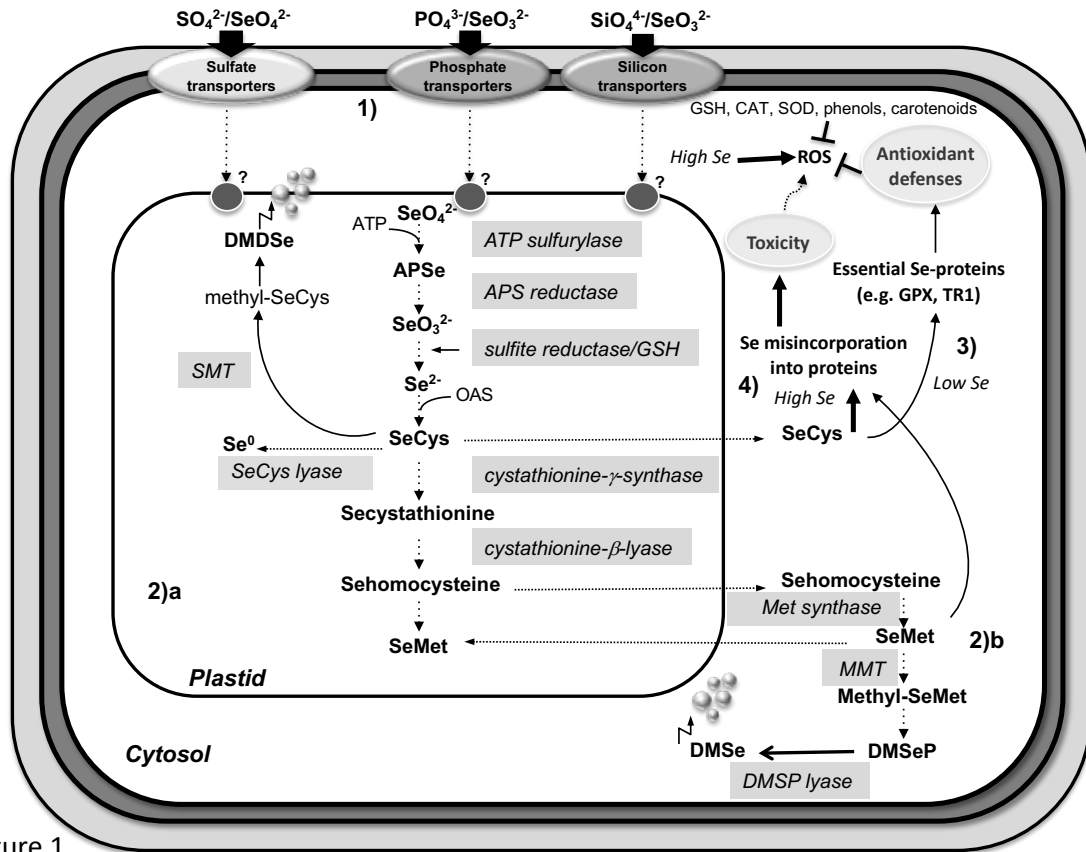 SO₄²⁻/SeO₄²⁻
PO₄³⁻/SeO₃²⁻
SiO₄⁴⁻/SeO₃²⁻
Sulfate
transporters
Phosphate
transporters
Silicon
transporters
1)
GSH, CAT, SOD, phenols, carotenoids
High Se
ROS
Antioxidant
defenses
?
?
?
DMDSe
methyl-SeCys
SMT
SeO₄²⁻
ATP
ATP sulfurylase
APSe
APS reductase
SeO₃²⁻
sulfite reductase/GSH
Se²⁻
OAS
SeCys
Se⁰
SeCys lyase
cystathionine-γ-synthase
Secystathionine
cystathionine-β-lyase
Sehomocysteine
SeMet
2)a
Plastid
Toxicity
Essential Se-proteins
(e.g. GPX, TR1)
Se misincorporation
into proteins
3)
4)
High Se
Low Se
SeCys
Sehomocysteine
Met synthase
SeMet
2)b
MMT
Methyl-SeMet
DMSeP
DMSe
DMSP lyase
Cytosol
ure 1